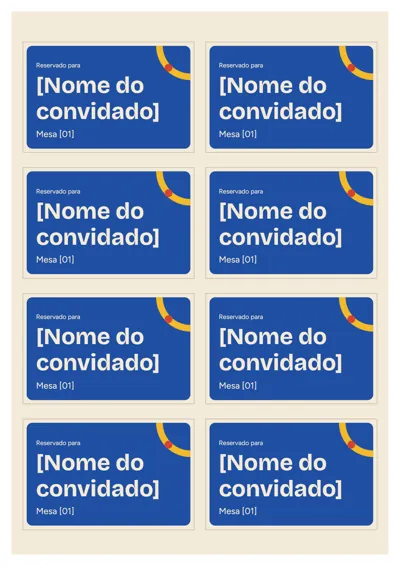 Reservado para
[Nome do
convidado]
Mesa [01]
Reservado para
[Nome do
convidado]
Mesa [01]
Reservado para
[Nome do
convidado]
Mesa [01]
Reservado para
[Nome do
convidado]
Mesa [01]
Reservado para
[Nome do
convidado]
Mesa [01]
Reservado para
[Nome do
convidado]
Mesa [01]
Reservado para
[Nome do
convidado]
Mesa [01]
Reservado para
[Nome do
convidado]
Mesa [01]